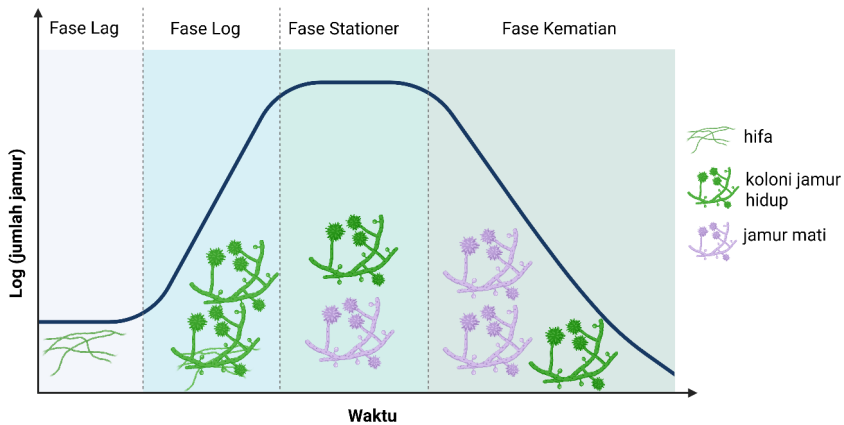 Fase Lag
Fase Log
Fase Stationer
Fase Kematian
Log (jumlah jamur)
hifa
koloni jamur
hidup
jamur mati
Waktu